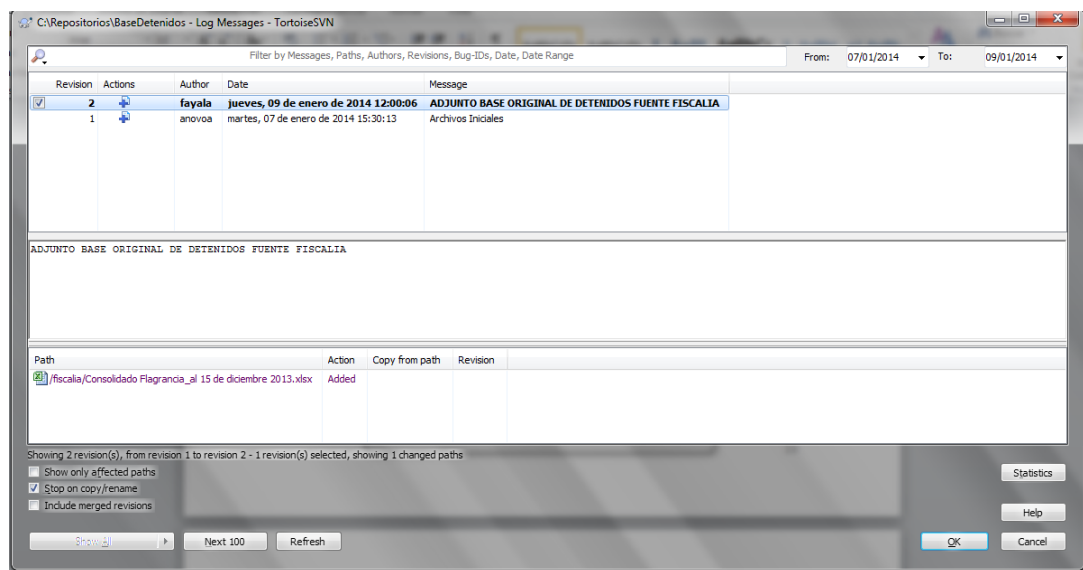 C:\Repositorios\BaseDetenidos - Log Messages - TortoiseSVN
Filter by Messages, Paths, Authors, Revisions, Bug-IDs, Date, Date Range From: 07/01/2014 To: 09/01/2014
Revision Actions Author Date Message
2 fayala jueves, 09 de enero de 2014 12:00:06 ADJUNTO BASE ORIGINAL DE DETENIDOS FUENTE FISCALIA
1 anovoa martes, 07 de enero de 2014 15:30:13 Archivos Iniciales
ADJUNTO BASE ORIGINAL DE DETENIDOS FUENTE FISCALIA
Path Action Copy from path Revision
/fiscalia/Consolidado Flagrancia_al 15 de diciembre 2013.xlsx Added
Showing 2 revision(s), from revision 1 to revision 2 - 1 revision(s) selected, showing 1 changed paths
Show only affected paths
Statistics
Stop on copy/rename
Include merged revisions
Help
Show All Next 100 Refresh OK Cancel